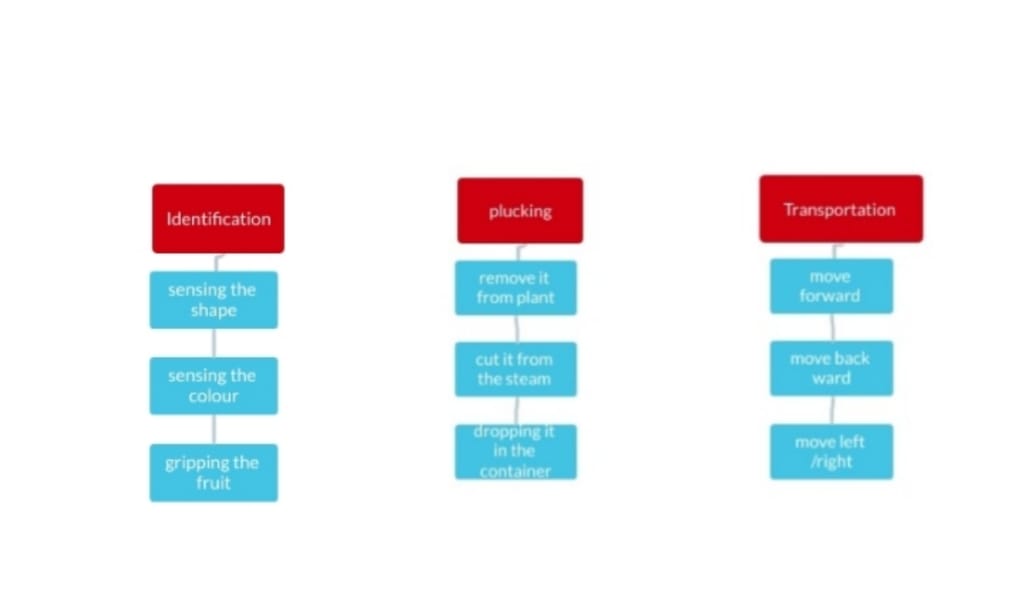 Identification
sensing the
shape
sensing the
colour
gripping the
fruit
plucking
remove it
from plant
cut it from
the steam
dropping it
in the
container
Transportation
move
forward
move back
ward
move left
/right